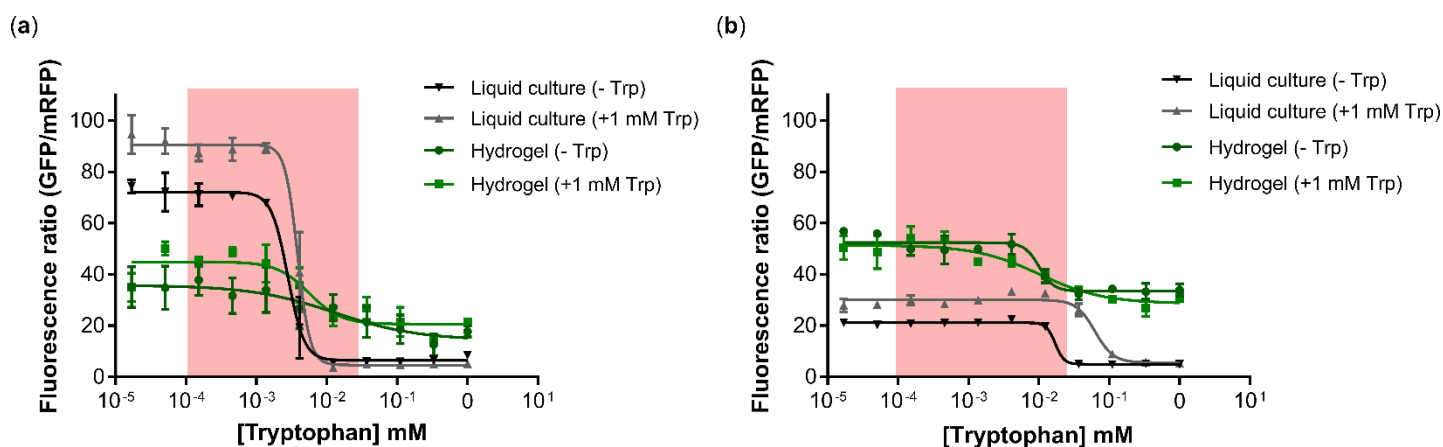 (a)
Fluorescence ratio (GFP/mRFP)
100
80
60
40
20
0
10-5
10-4
10-3
10-2
10-1
0
101
[Tryptophan] mM
Liquid culture (- Trp)
Liquid culture (+1 mM Trp)
Hydrogel (- Trp)
Hydrogel (+1 mM Trp)
(b)
Fluorescence ratio (GFP/mRFP)
100
80
60
40
20
0
10-5
10-4
10-3
10-2
10-1
0
101
[Tryptophan] mM
Liquid culture (- Trp)
Liquid culture (+1 mM Trp)
Hydrogel (- Trp)
Hydrogel (+1 mM Trp)